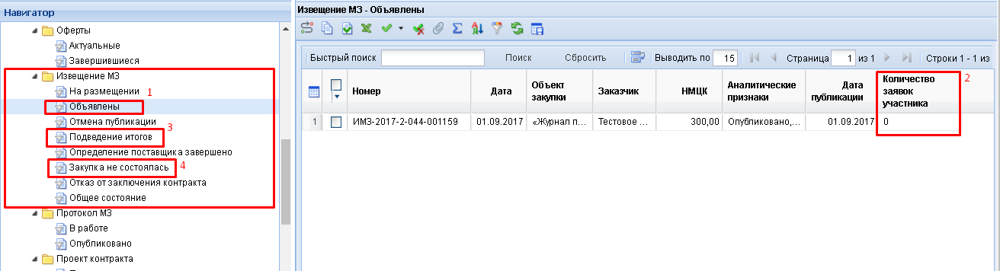 Навигатор
Оферты
Актуальные
Завершившиеся
Извещение МЗ
На размещении 1
Объявлены
Отмена публикации
3
Подведение итогов
Определение поставщика завершено
Закупка не состоялась 4
Отказ от заключения контракта
Общее состояние
Протокол МЗ
В работе
Опубликовано
Проект контракта
Извещение МЗ - Объявлены
Быстрый поиск Поиск Сбросить Выводить по 15 Страница 1 из 1 Строки 1 - 1 из
Номер Дата Объект закупки Заказчик НМЦК Аналитические признаки Дата публикации Количество заявок участника 2
1 ИМЗ-2017-2-044-001159 01.09.2017 «Журнал п... Тестовое ... 300,00 Опубликовано,... 01.09.2017 0